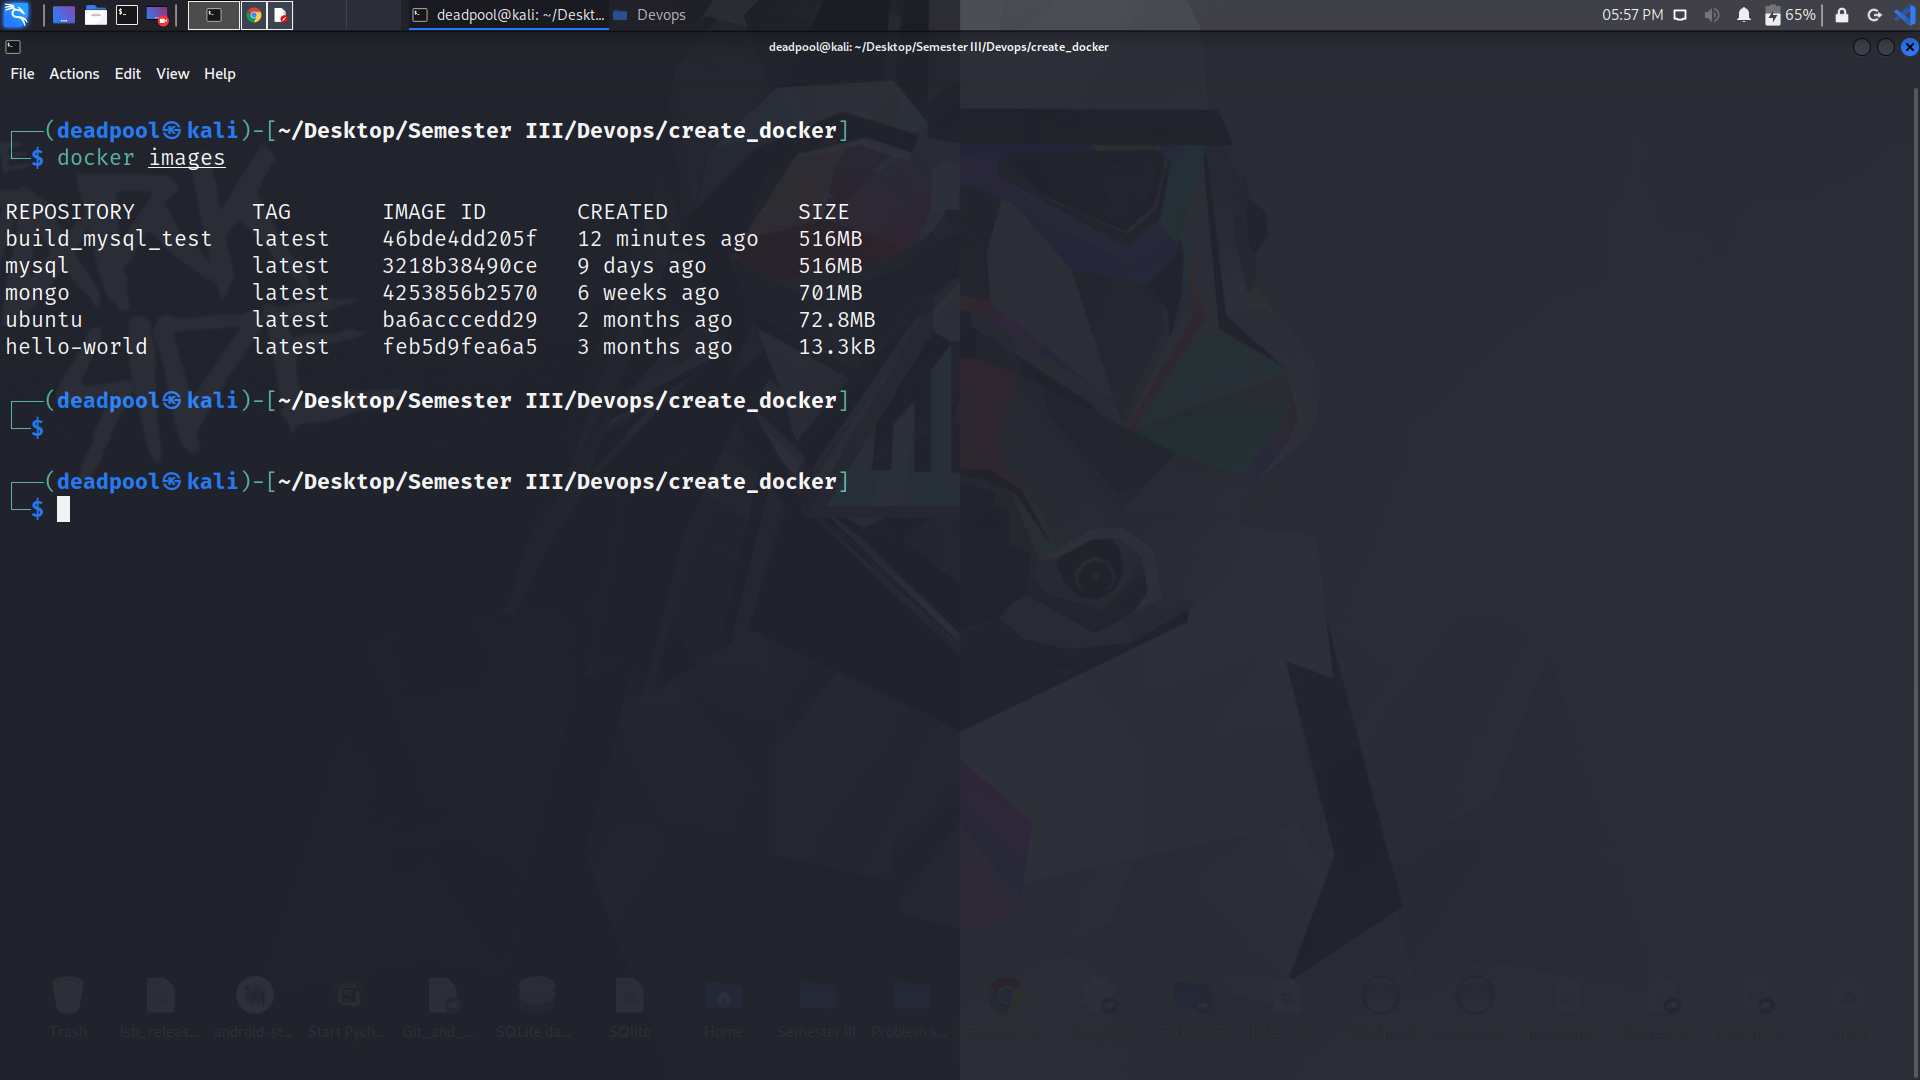 deadpool@kali: ~/Deskt... Devops 05:57 PM 65%
deadpool@kali: ~/Desktop/Semester III/Devops/create_docker
File Actions Edit View Help
(deadpool㉿kali)-[~/Desktop/Semester III/Devops/create_docker]
$ docker images
REPOSITORY TAG IMAGE ID CREATED SIZE
build_mysql_test latest 46bde4dd205f 12 minutes ago 516MB
mysql latest 3218b38490ce 9 days ago 516MB
mongo latest 4253856b2570 6 weeks ago 701MB
ubuntu latest ba6acccedd29 2 months ago 72.8MB
hello-world latest feb5d9fea6a5 3 months ago 13.3kB
(deadpool㉿kali)-[~/Desktop/Semester III/Devops/create_docker]
$
(deadpool㉿kali)-[~/Desktop/Semester III/Devops/create_docker]
$
Trash lsb_releas... android-st... Start Pych... Git_and_... SQLite da... SQlite Home Semester III Problem s...